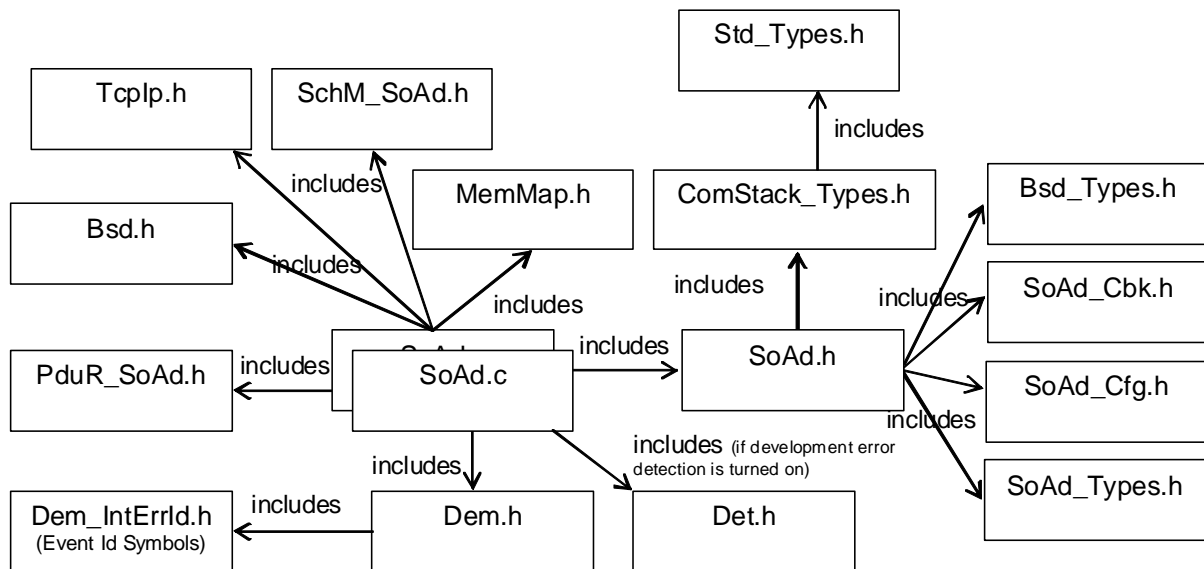 Std_Types.h
TcpIp.h
SchM_SoAd.h
includes
includes
MemMap.h
ComStack_Types.h
Bsd_Types.h
Bsd.h
includes
includes
includes
includes
SoAd_Cbk.h
includes
includes
PduR_SoAd.h
SoAd.c
SoAd.h
SoAd_Cfg.h
includes
includes (if development error
detection is turned on)
includes
SoAd_Types.h
Dem_IntErrId.h
(Event Id Symbols)
includes
Dem.h
Det.h